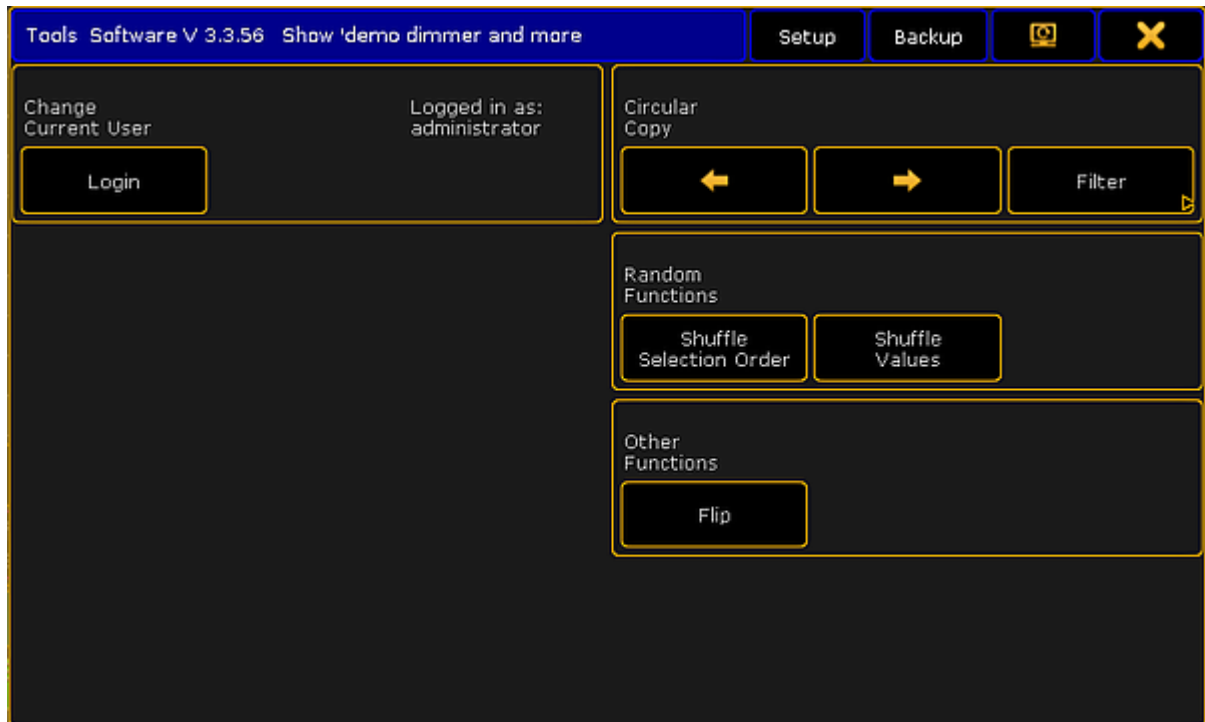 Tools Software V 3.3.56 Show 'demo dimmer and more
Setup
Backup
Change
Current User
Logged in as:
administrator
Login
Circular
Copy
Filter
Random
Functions
Shuffle
Selection Order
Shuffle
Values
Other
Functions
Flip